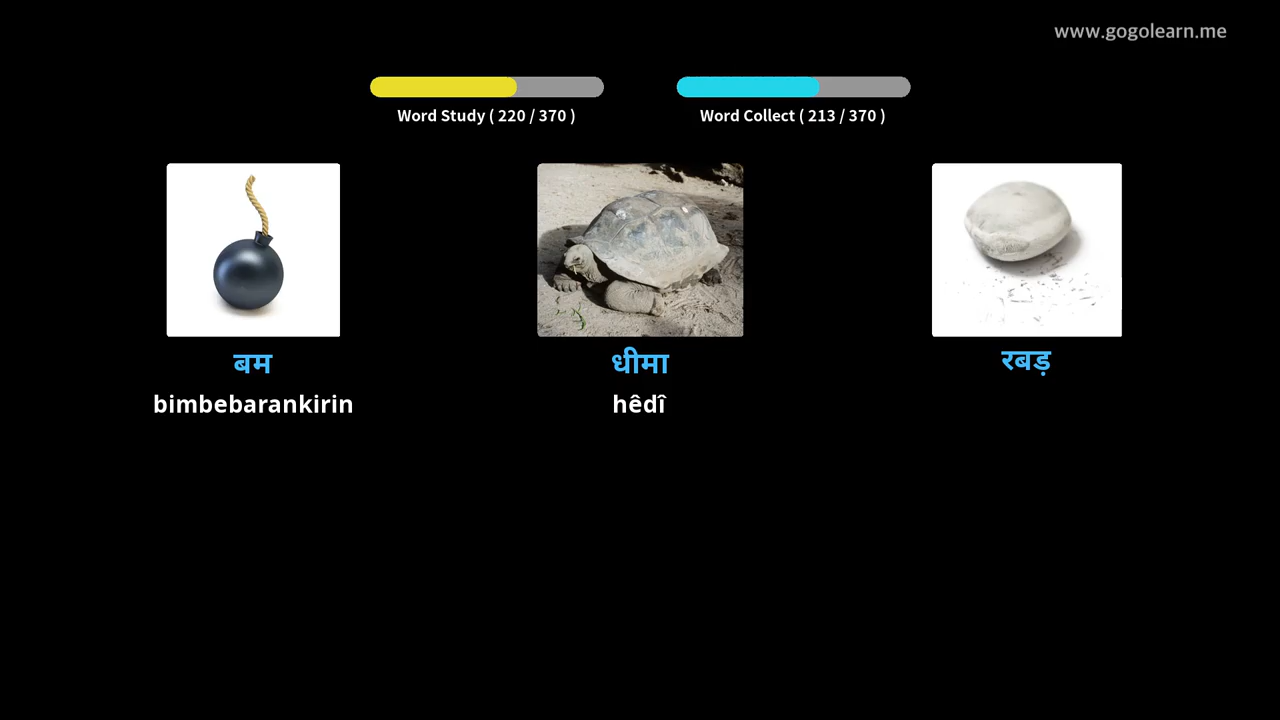 www.gogolearn.me
Word Study ( 220 / 370 )
Word Collect ( 213 / 370 )
बम
धीमा
रबड़
bimbebarankirin
hêdî